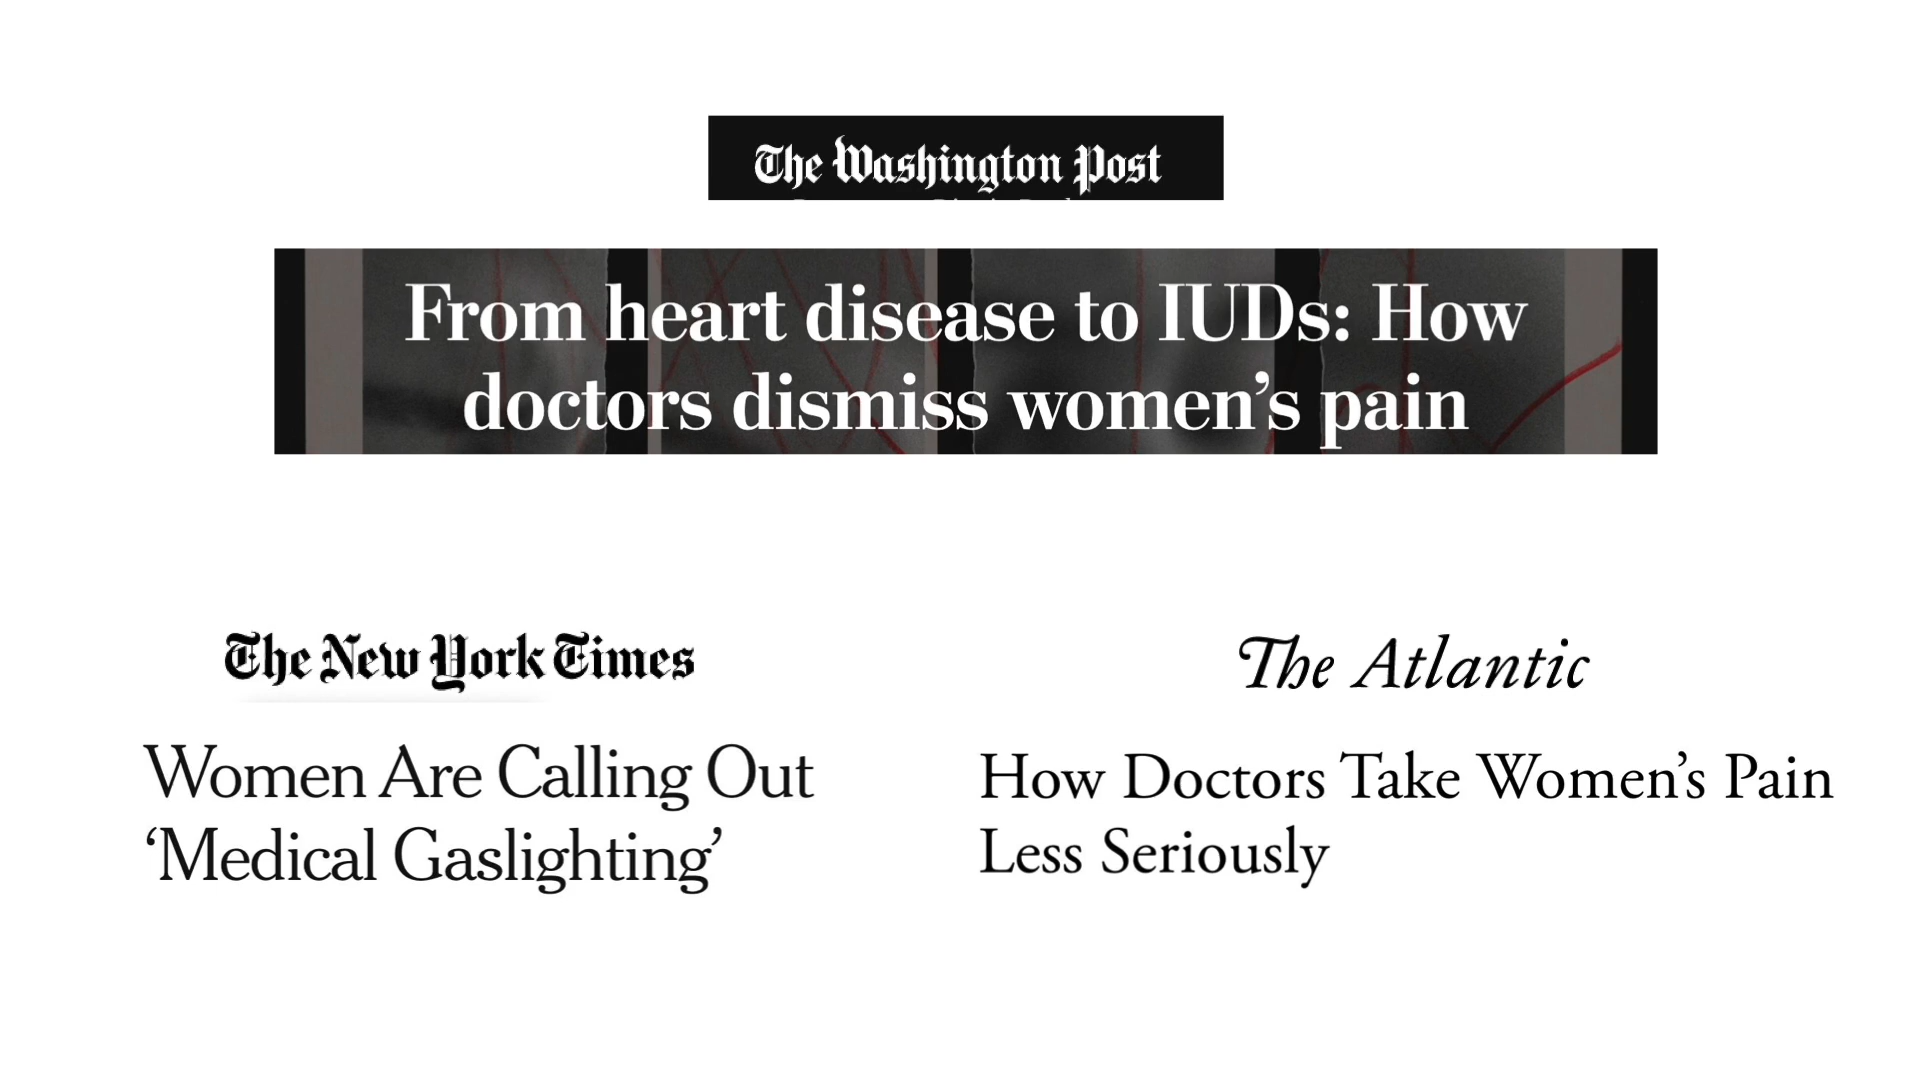 The Washington Post
From heart disease to IUDs: How
doctors dismiss women’s pain
The New York Times
Women Are Calling Out
‘Medical Gaslighting’
The Atlantic
How Doctors Take Women’s Pain
Less Seriously